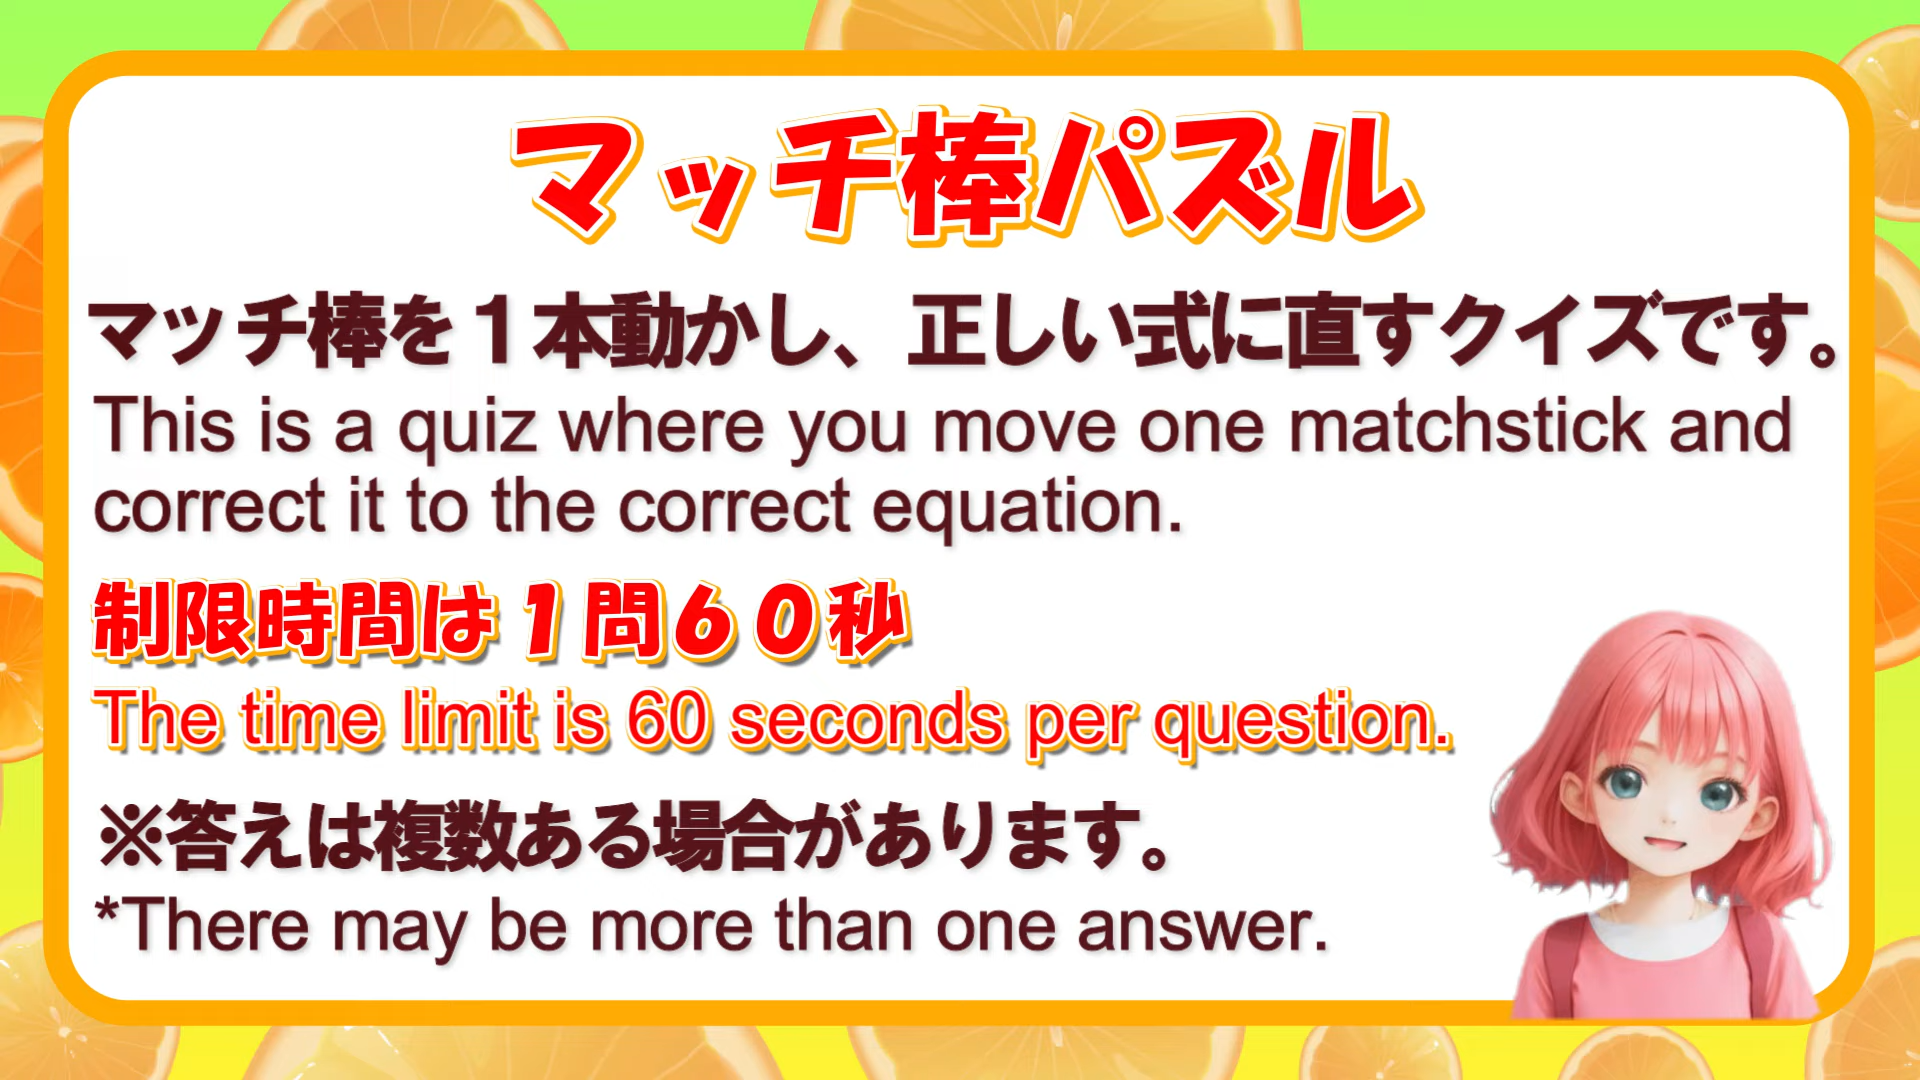 マッチ棒パズル
マッチ棒を１本動かし、正しい式に直すクイズです。
This is a quiz where you move one matchstick and
correct it to the correct equation.
制限時間は１問６０秒
The time limit is 60 seconds per question.
※答えは複数ある場合があります。
*There may be more than one answer.